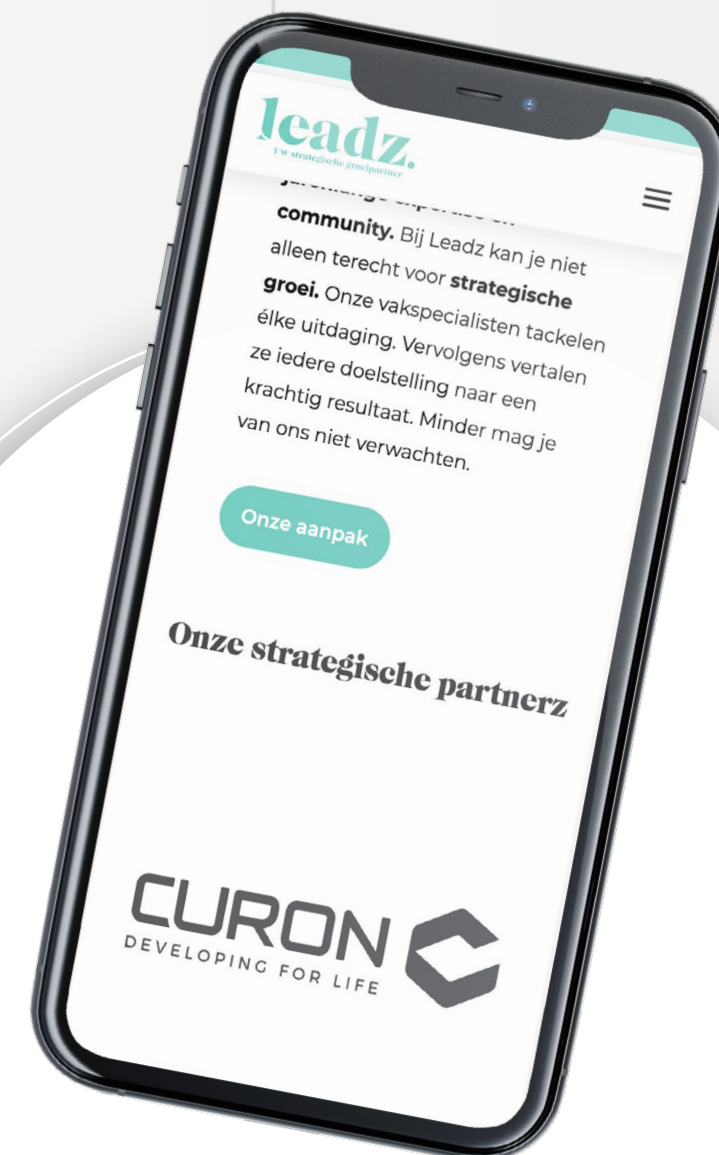 leadz.
Uw strategische groeipartner
community. Bij Leadz kan je niet
alleen terecht voor strategische
groei. Onze vakspecialisten tackelen
élke uitdaging. Vervolgens vertalen
ze iedere doelstelling naar een
krachtig resultaat. Minder mag je
van ons niet verwachten.
Onze aanpak
Onze strategische partnerz
CURON
DEVELOPING FOR LIFE